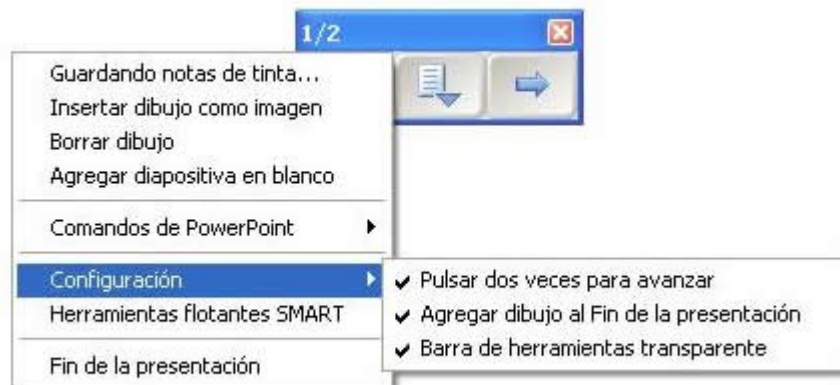 1/2
Guardando notas de tinta...
Insertar dibujo como imagen
Borrar dibujo
Agregar diapositiva en blanco
Comandos de PowerPoint
Configuración
Pulsar dos veces para avanzar
Herramientas flotantes SMART
Agregar dibujo al Fin de la presentación
Barra de herramientas transparente
Fin de la presentación